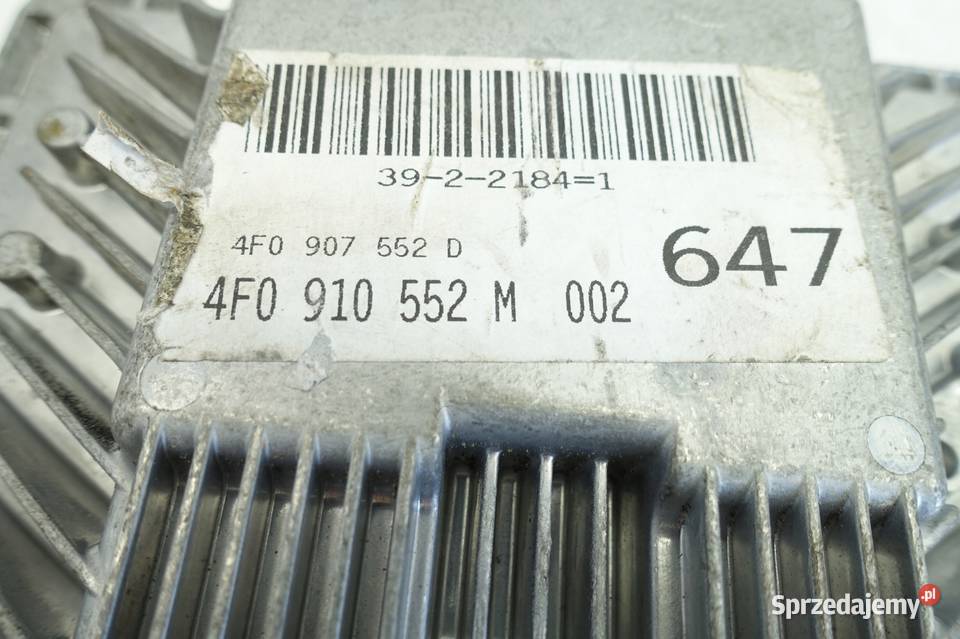 39-2-2184=1
4F0 907 552 D
647
4F0 910 552 M 002
Sprzedajemy.pl